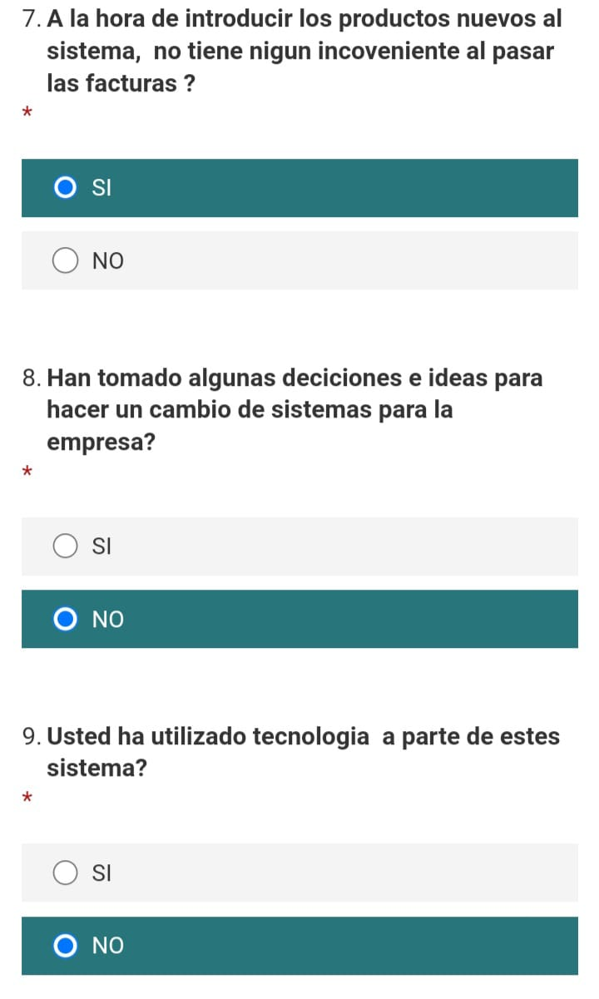 7. A la hora de introducir los productos nuevos al
sistema,  no tiene nigun incoveniente al pasar
las facturas ?
*
SI
NO
8. Han tomado algunas deciciones e ideas para
hacer un cambio de sistemas para la
empresa?
*
SI
NO
9. Usted ha utilizado tecnologia  a parte de estes
sistema?
*
SI
NO